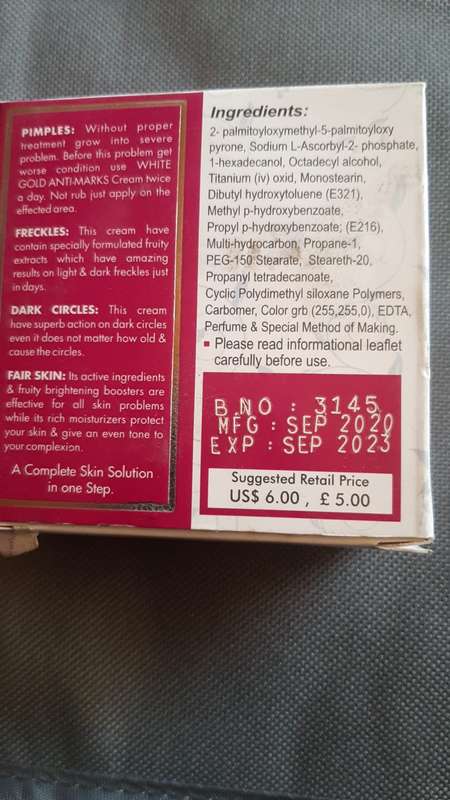 PIMPLES: Without proper
treatment grow into severe
problem. Before this problem get
worse condition use WHITE
GOLD ANTI-MARKS Cream twice
a day. Not rub just apply on the
effected area.
FRECKLES: This cream have
contain specially formulated fruity
extracts which have amazing
results on light & dark freckles just
in days.
DARK CIRCLES: This cream
have superb action on dark circles
even it does not matter how old &
cause the circles.
FAIR SKIN: Its active ingredients
& fruity brightening boosters are
effective for all skin problems
while its rich moisturizers protect
your skin & give an even tone to
your complexion.
A Complete Skin Solution
in one Step.
Ingredients:
2- palmitoyloxymethyl-5-palmitoyloxy
pyrone, Sodium L-Ascorbyl-2- phosphate,
1-hexadecanol, Octadecyl alcohol,
Titanium (iv) oxid, Monostearin,
Dibutyl hydroxytoluene (E321),
Methyl p-hydroxybenzoate,
Propyl p-hydroxybenzoate; (E216),
Multi-hydrocarbon, Propane-1,
PEG-150 Stearate, Steareth-20,
Propanyl tetradecanoate,
Cyclic Polydimethyl siloxane Polymers,
Carbomer, Color grb (255,255,0), EDTA,
Perfume & Special Method of Making.
▪ Please read informational leaflet
carefully before use.
B.NO : 3145
MFG : SEP 2020
EXP : SEP 2023
Suggested Retail Price
US$ 6.00 , £ 5.00